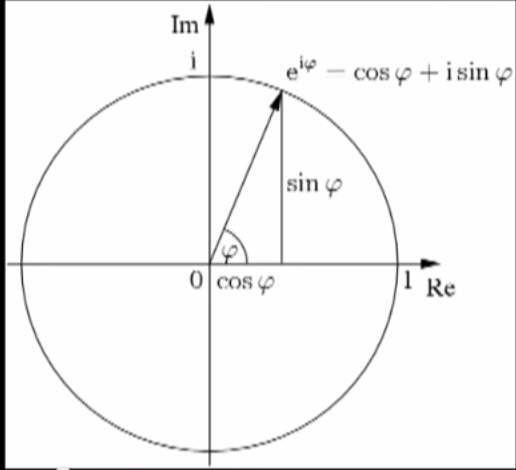 Im
i
e^{iφ} − cos φ + i sin φ
sin φ
φ
0 cos φ 1 Re